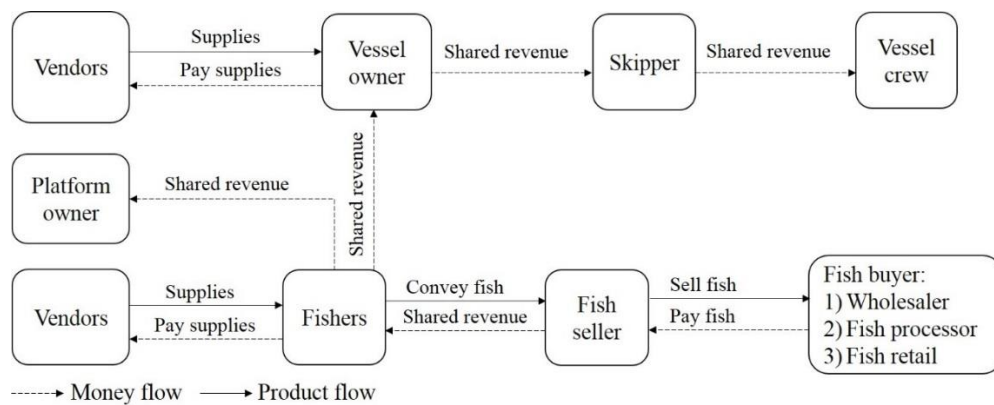 Vendors
Supplies
Pay supplies
Vessel
owner
Shared revenue
Skipper
Shared revenue
Vessel
crew
Platform
owner
Shared revenue
Shared revenue
Vendors
Supplies
Pay supplies
Fishers
Convey fish
Shared revenue
Fish
seller
Sell fish
Pay fish
Fish buyer:
1) Wholesaler
2) Fish processor
3) Fish retail
Money flow
Product flow